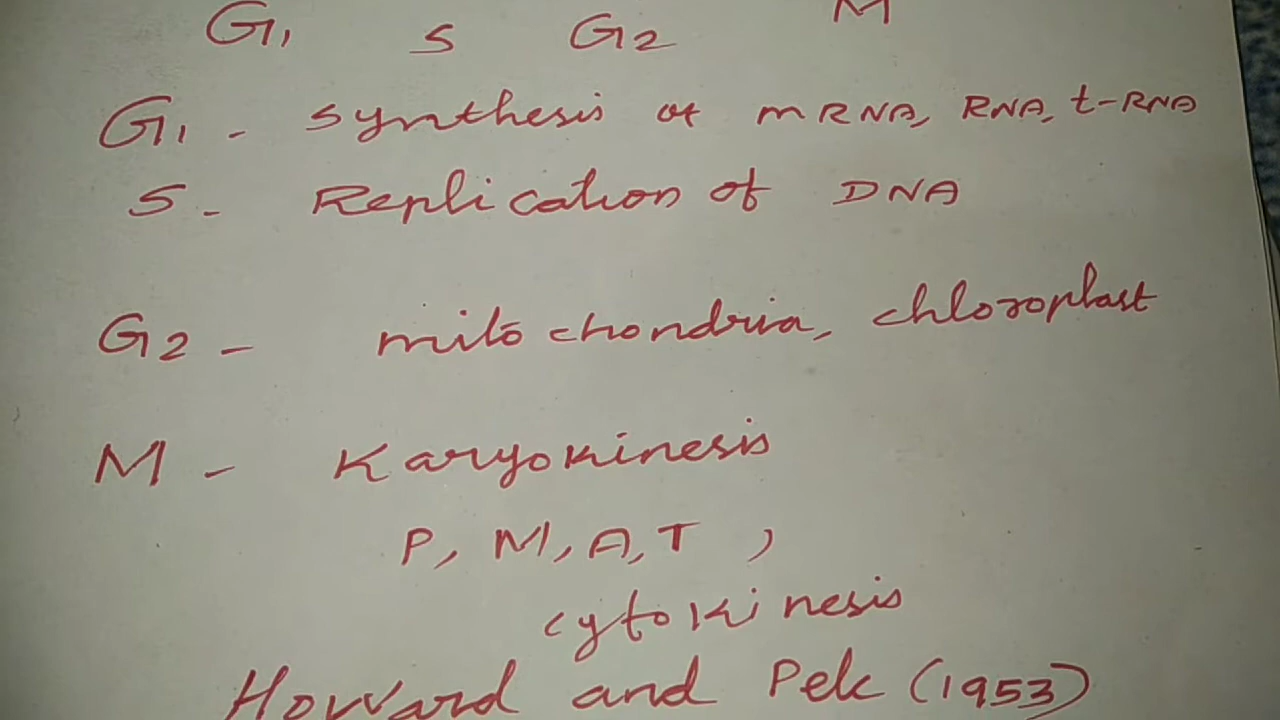 G1 S G2 M
G1 - synthesis of mRNA, RNA, t-RNA
S - Replication of DNA
G2 - mitochondria, chloroplast
M - Karyokinesis
P, M, A, T ,
cytokinesis
Howard and Pelc (1953)